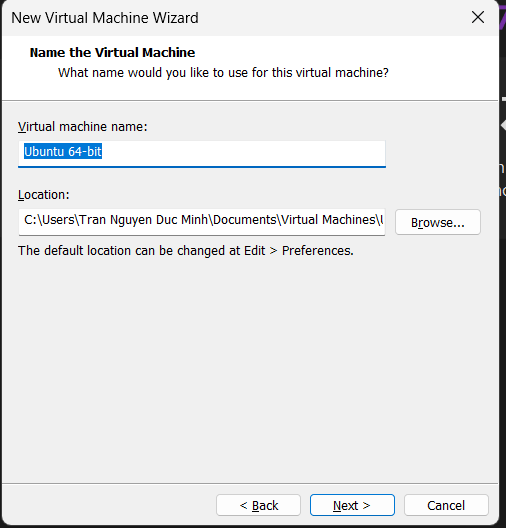 New Virtual Machine Wizard
Name the Virtual Machine
What name would you like to use for this virtual machine?
Virtual machine name:
Ubuntu 64-bit
Location:
C:\Users\Tran Nguyen Duc Minh\Documents\Virtual Machines\U
Browse...
The default location can be changed at Edit > Preferences.
< Back
Next >
Cancel